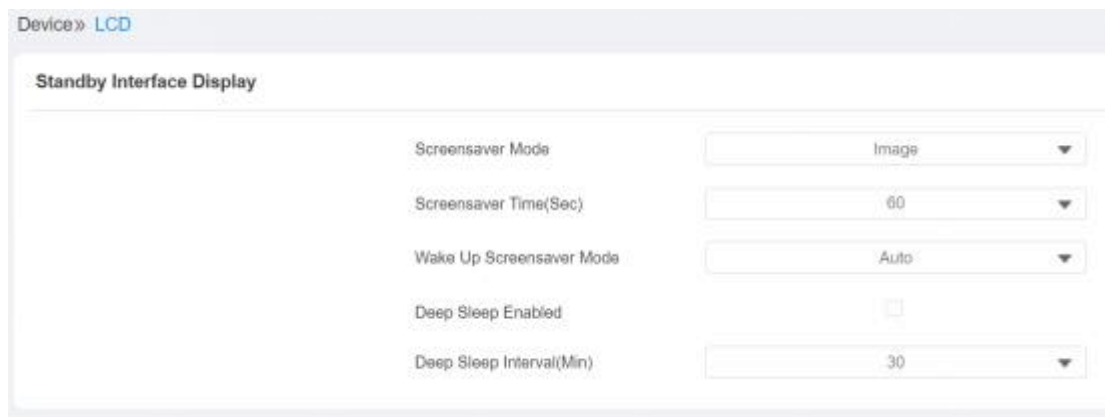 Device» LCD
Standby Interface Display
Screensaver Mode Image
Screensaver Time(Sec) 60
Wake Up Screensaver Mode Auto
Deep Sleep Enabled
Deep Sleep Interval(Min) 30